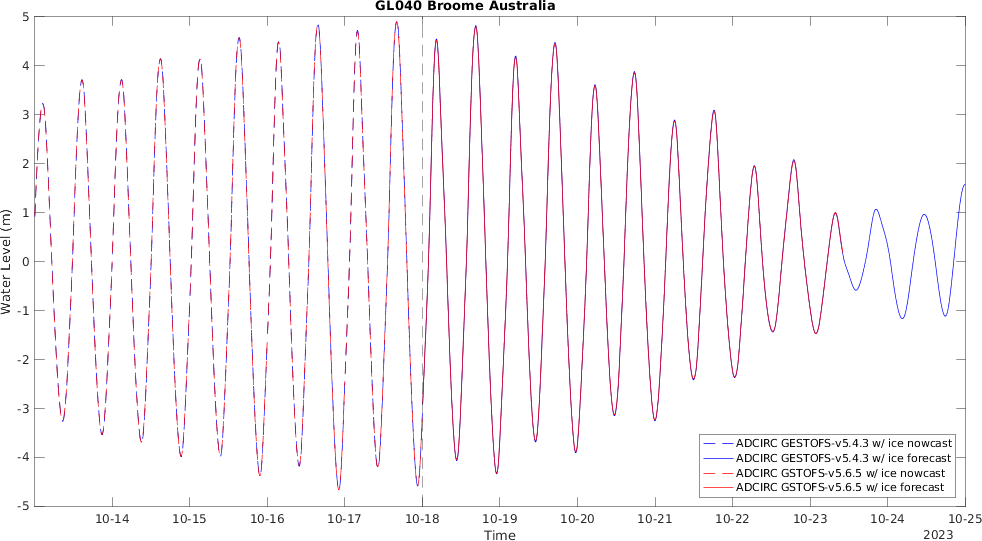 GL040 Broome Australia
5
4
3
2
1
0
-1
-2
-3
-4
-5
Water Level (m)
ADCIRC GESTOFS-v5.4.3 w/ ice nowcast
ADCIRC GESTOFS-v5.4.3 w/ ice forecast
ADCIRC GSTOFS-v5.6.5 w/ ice nowcast
ADCIRC GSTOFS-v5.6.5 w/ ice forecast
10-14 10-15 10-16 10-17 10-18 10-19 10-20 10-21 10-22 10-23 10-24 10-25
Time
2023